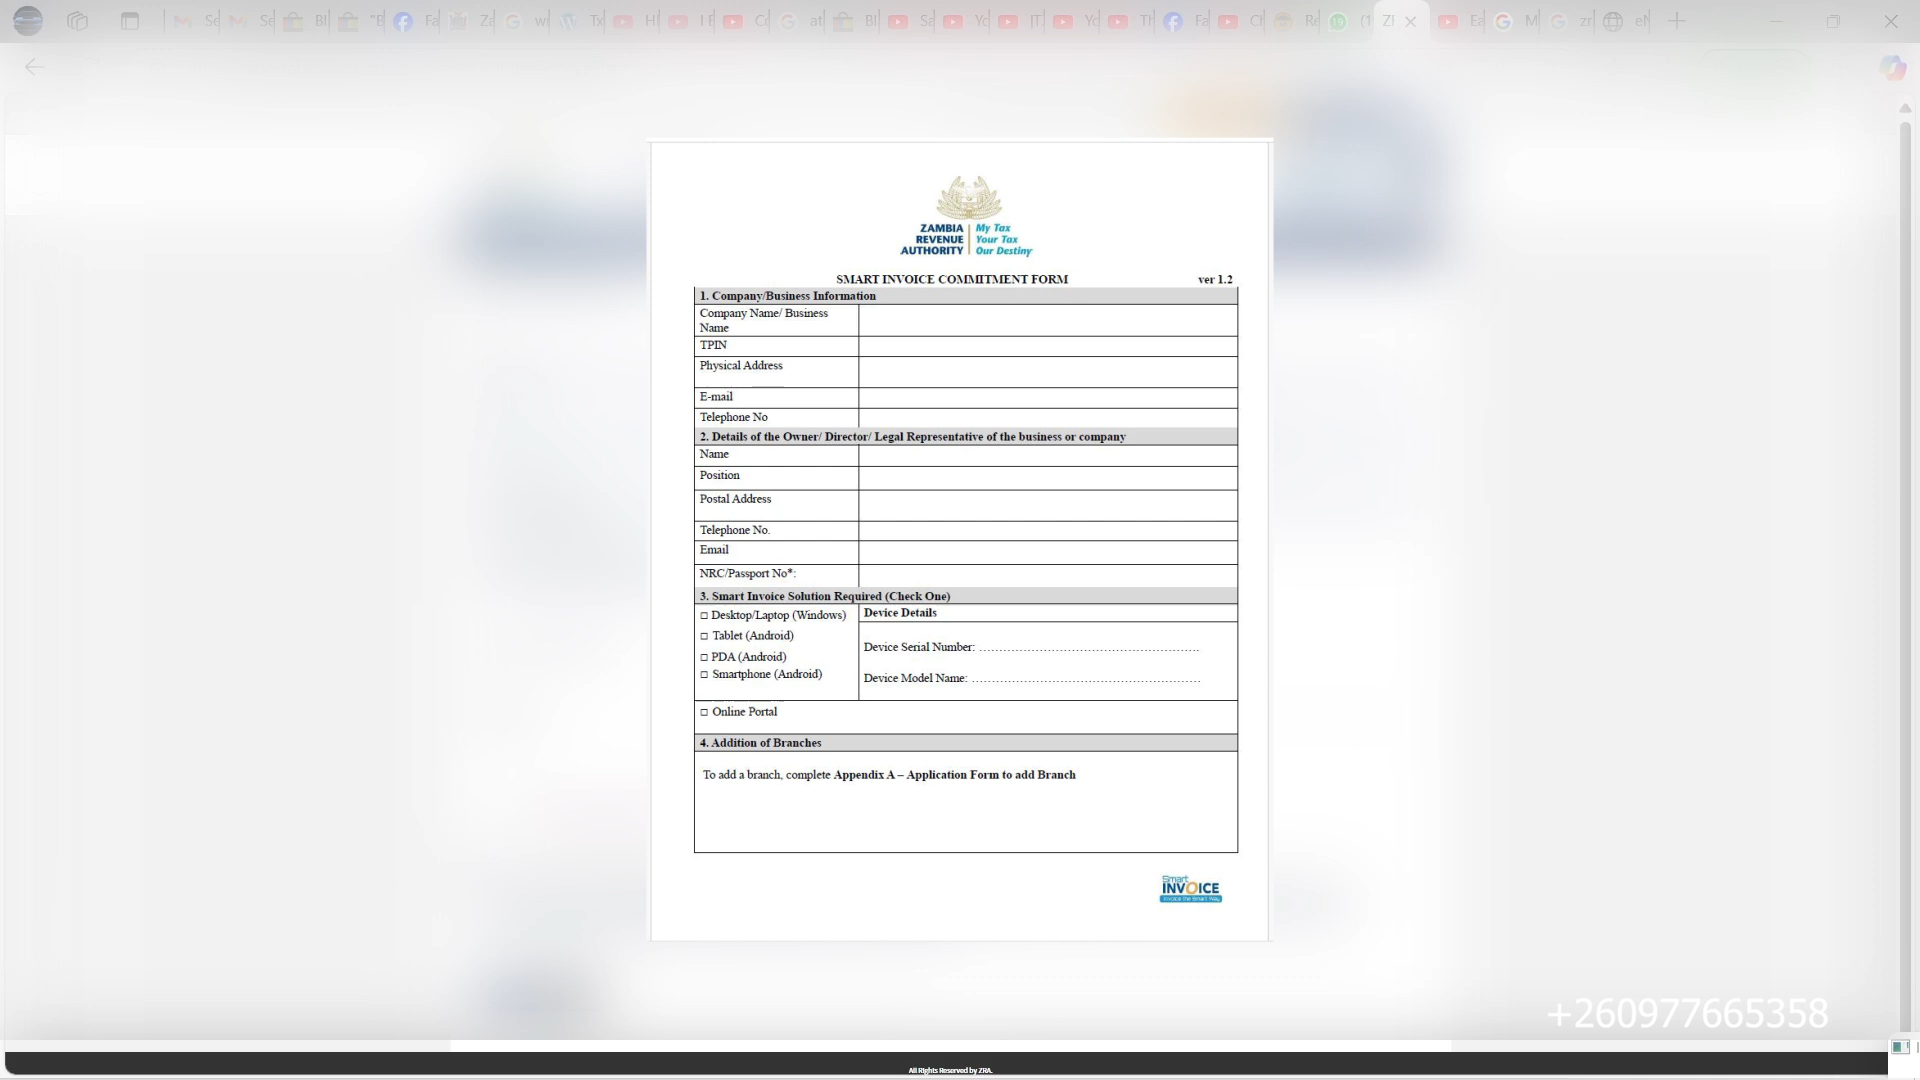 ZAMBIA
REVENUE
AUTHORITY
My Tax
Your Tax
Our Destiny
SMART INVOICE COMMITMENT FORM ver 1.2
1. Company/Business Information
Company Name/ Business
Name
TPIN
Physical Address
E-mail
Telephone No
2. Details of the Owner/ Director/ Legal Representative of the business or company
Name
Position
Postal Address
Telephone No.
Email
NRC/Passport No*:
3. Smart Invoice Solution Required (Check One)
□ Desktop/Laptop (Windows)
□ Tablet (Android)
□ PDA (Android)
□ Smartphone (Android)
Device Details
Device Serial Number: ……………………………………………….
Device Model Name: …………………………………………………
□ Online Portal
4. Addition of Branches
To add a branch, complete Appendix A – Application Form to add Branch
Smart
INVOICE
Invoice the Smart Way
+260977665358
All Rights Reserved by ZRA.